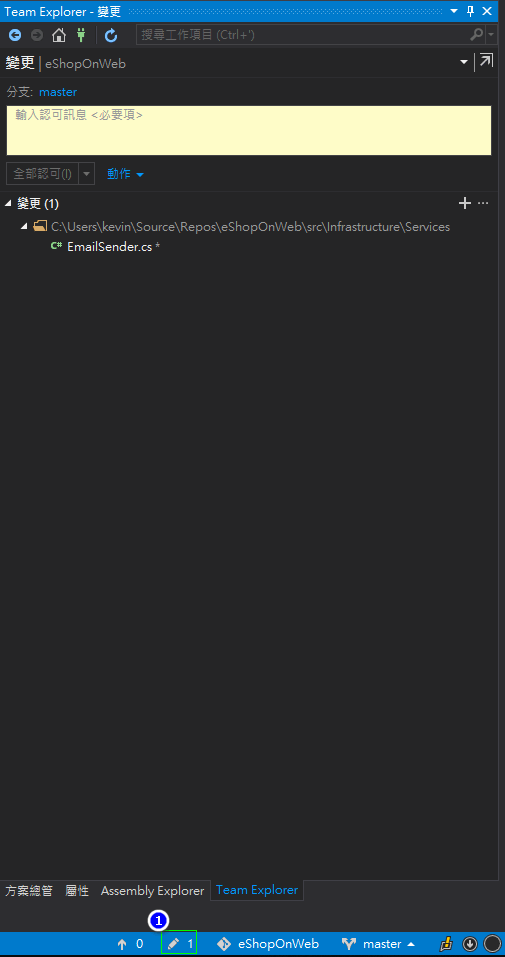 Team Explorer - 變更
搜尋工作項目 (Ctrl+')
變更 | eShopOnWeb
分支: master
輸入認可訊息 <必要項>
全部認可(I) 動作
變更 (1)
C:\Users\kevin\Source\Repos\eShopOnWeb\src\Infrastructure\Services
C# EmailSender.cs *
方案總管 屬性 Assembly Explorer Team Explorer
1
0 1 eShopOnWeb master